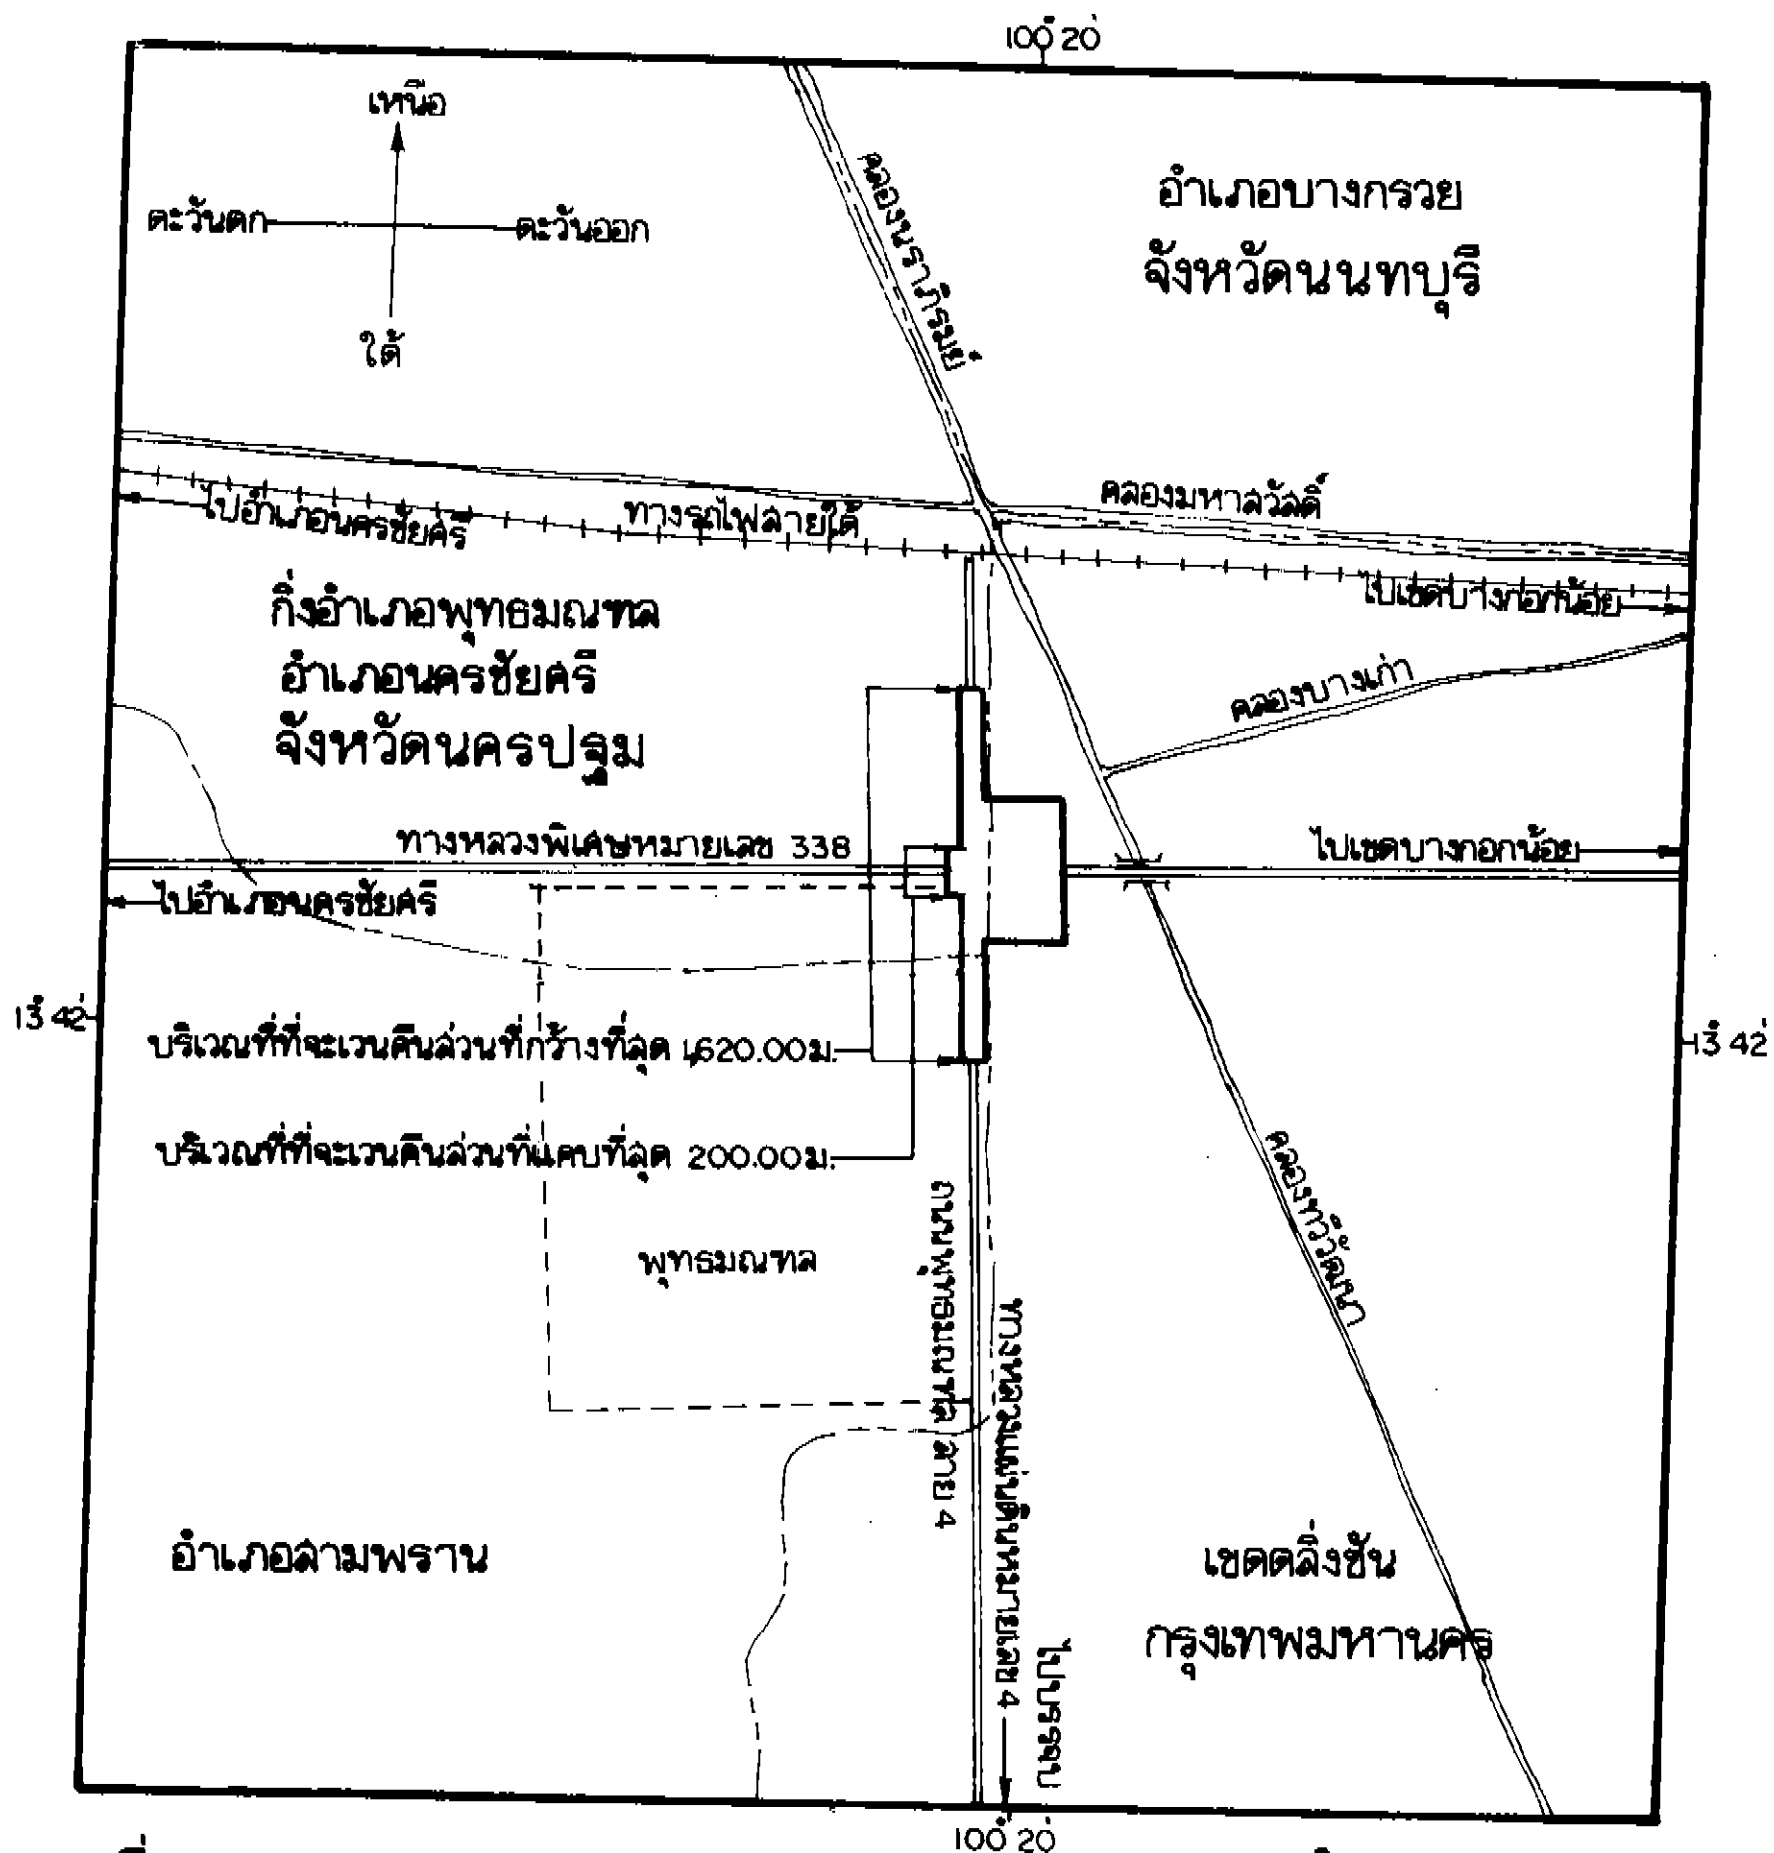 100°20'
เหนือ
ตะวันตก
ตะวันออก
ใต้
คลองนราภิรมย์
อำเภอบางกรวย
จังหวัดนนทบุรี
คลองมหาสวัสดิ์
ทางรถไฟสายใต้
ไปอำเภอนครชัยศรี
ไปเขตบางกอกน้อย
กิ่งอำเภอพุทธมณฑล
อำเภอนครชัยศรี
จังหวัดนครปฐม
คลองบางเก่า
ทางหลวงพิเศษหมายเลข 338
ไปเขตบางกอกน้อย
ไปอำเภอนครชัยศรี
13°42'
13°42'
บริเวณที่ที่จะเวนคืนส่วนที่กว้างที่สุด 1,620.00 ม.
บริเวณที่ที่จะเวนคืนส่วนที่แคบที่สุด 200.00 ม.
พุทธมณฑล
ถนนพุทธมณฑล สาย 4
ทางหลวงแผ่นดินหมายเลข 4
ไปบรรจบ
คลองทวีวัฒนา
อำเภอสามพราน
เขตตลิ่งชัน
กรุงเทพมหานคร
100°20'